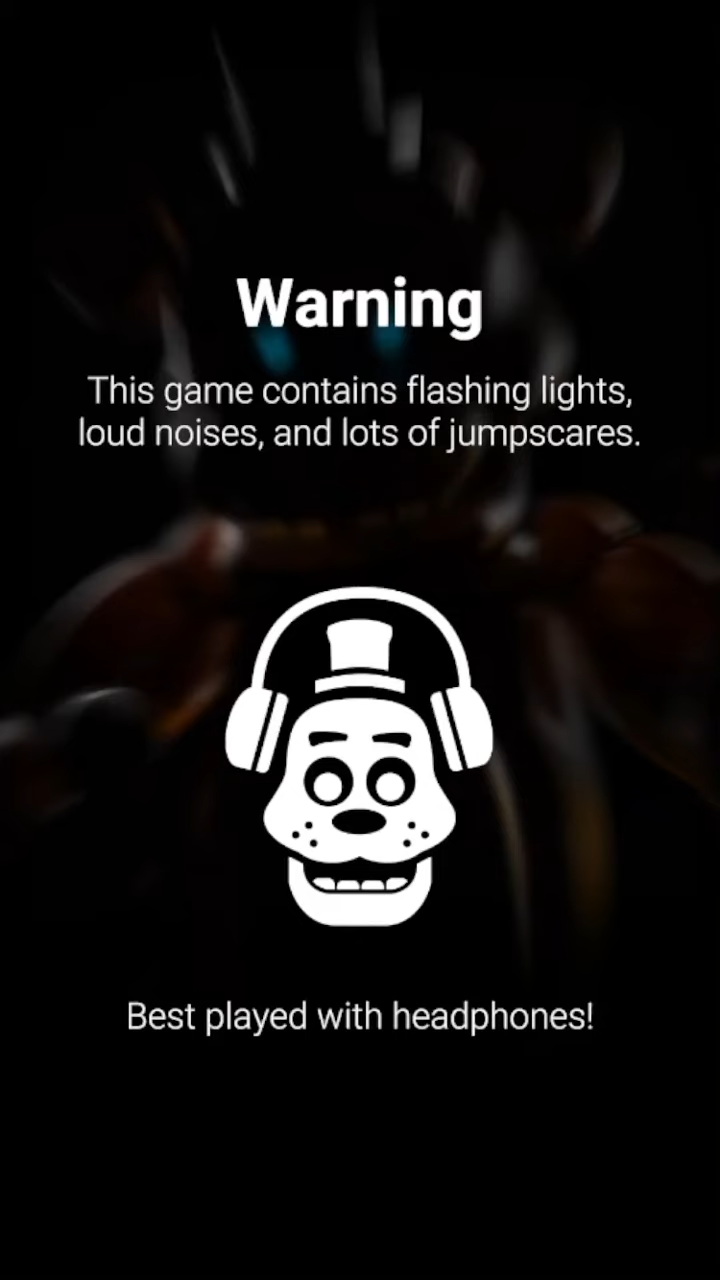 Warning
This game contains flashing lights,
loud noises, and lots of jumpscares.
Best played with headphones!